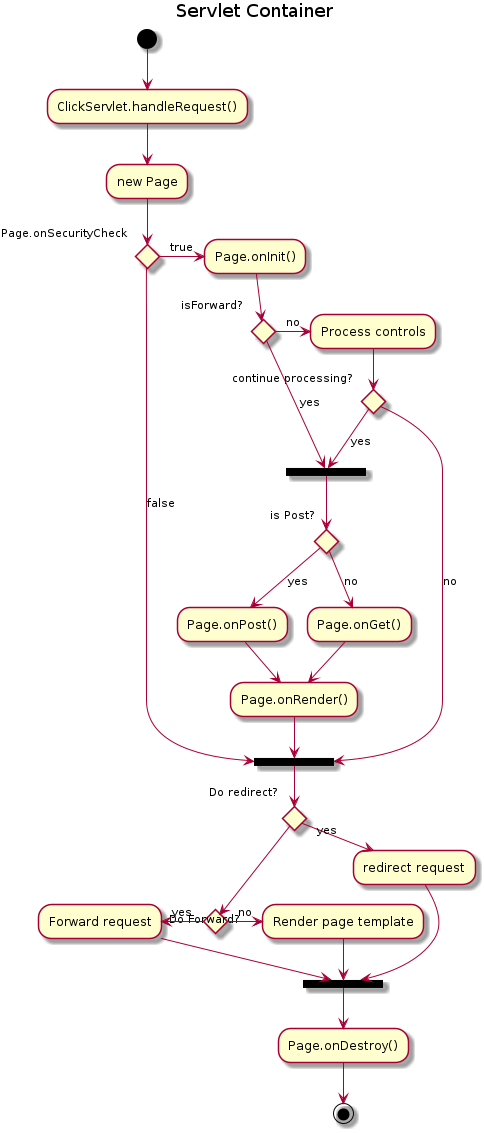 Servlet Container
ClickServlet.handleRequest()
new Page
Page.onSecurityCheck
true
Page.onInit()
isForward?
no
Process controls
continue processing?
yes
yes
false
is Post?
yes
no
no
Page.onPost()
Page.onGet()
Page.onRender()
Do redirect?
yes
redirect request
Forward request
yes
Do Forward?
no
Render page template
Page.onDestroy()